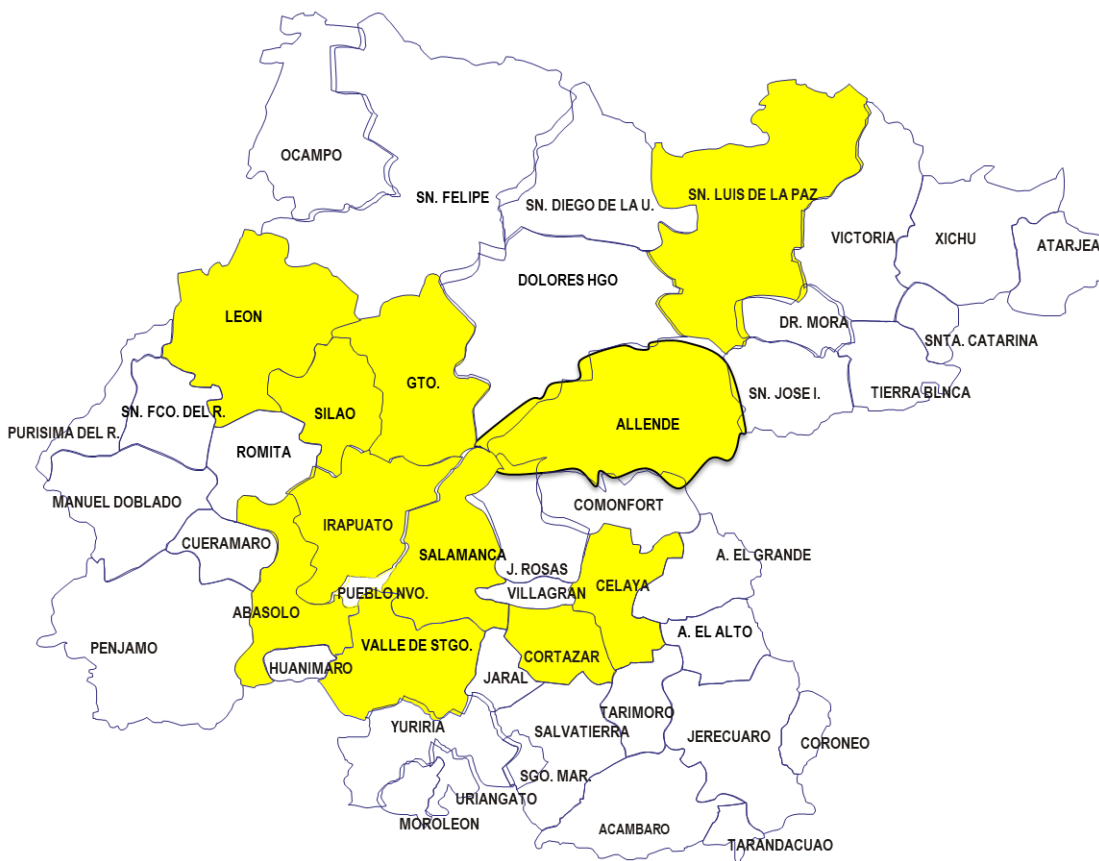 OCAMPO
SN. FELIPE
SN. DIEGO DE LA U.
SN. LUIS DE LA PAZ
VICTORIA
XICHU
ATARJEA
DOLORES HGO
LEON
DR. MORA
SNTA. CATARINA
GTO.
SN. FCO. DEL R.
SILAO
SN. JOSE I.
TIERRA BLNCA
ALLENDE
PURISIMA DEL R.
ROMITA
MANUEL DOBLADO
COMONFORT
IRAPUATO
CUERAMARO
SALAMANCA
A. EL GRANDE
J. ROSAS
CELAYA
PUEBLO NVO.
VILLAGRAN
ABASOLO
A. EL ALTO
PENJAMO
VALLE DE STGO.
CORTAZAR
HUANIMARO
JARAL
TARIMORO
YURIRIA
SALVATIERRA
JERECUARO
CORONEO
SGO. MAR.
URIANGATO
MOROLEON
ACAMBARO
TARANDACUAO